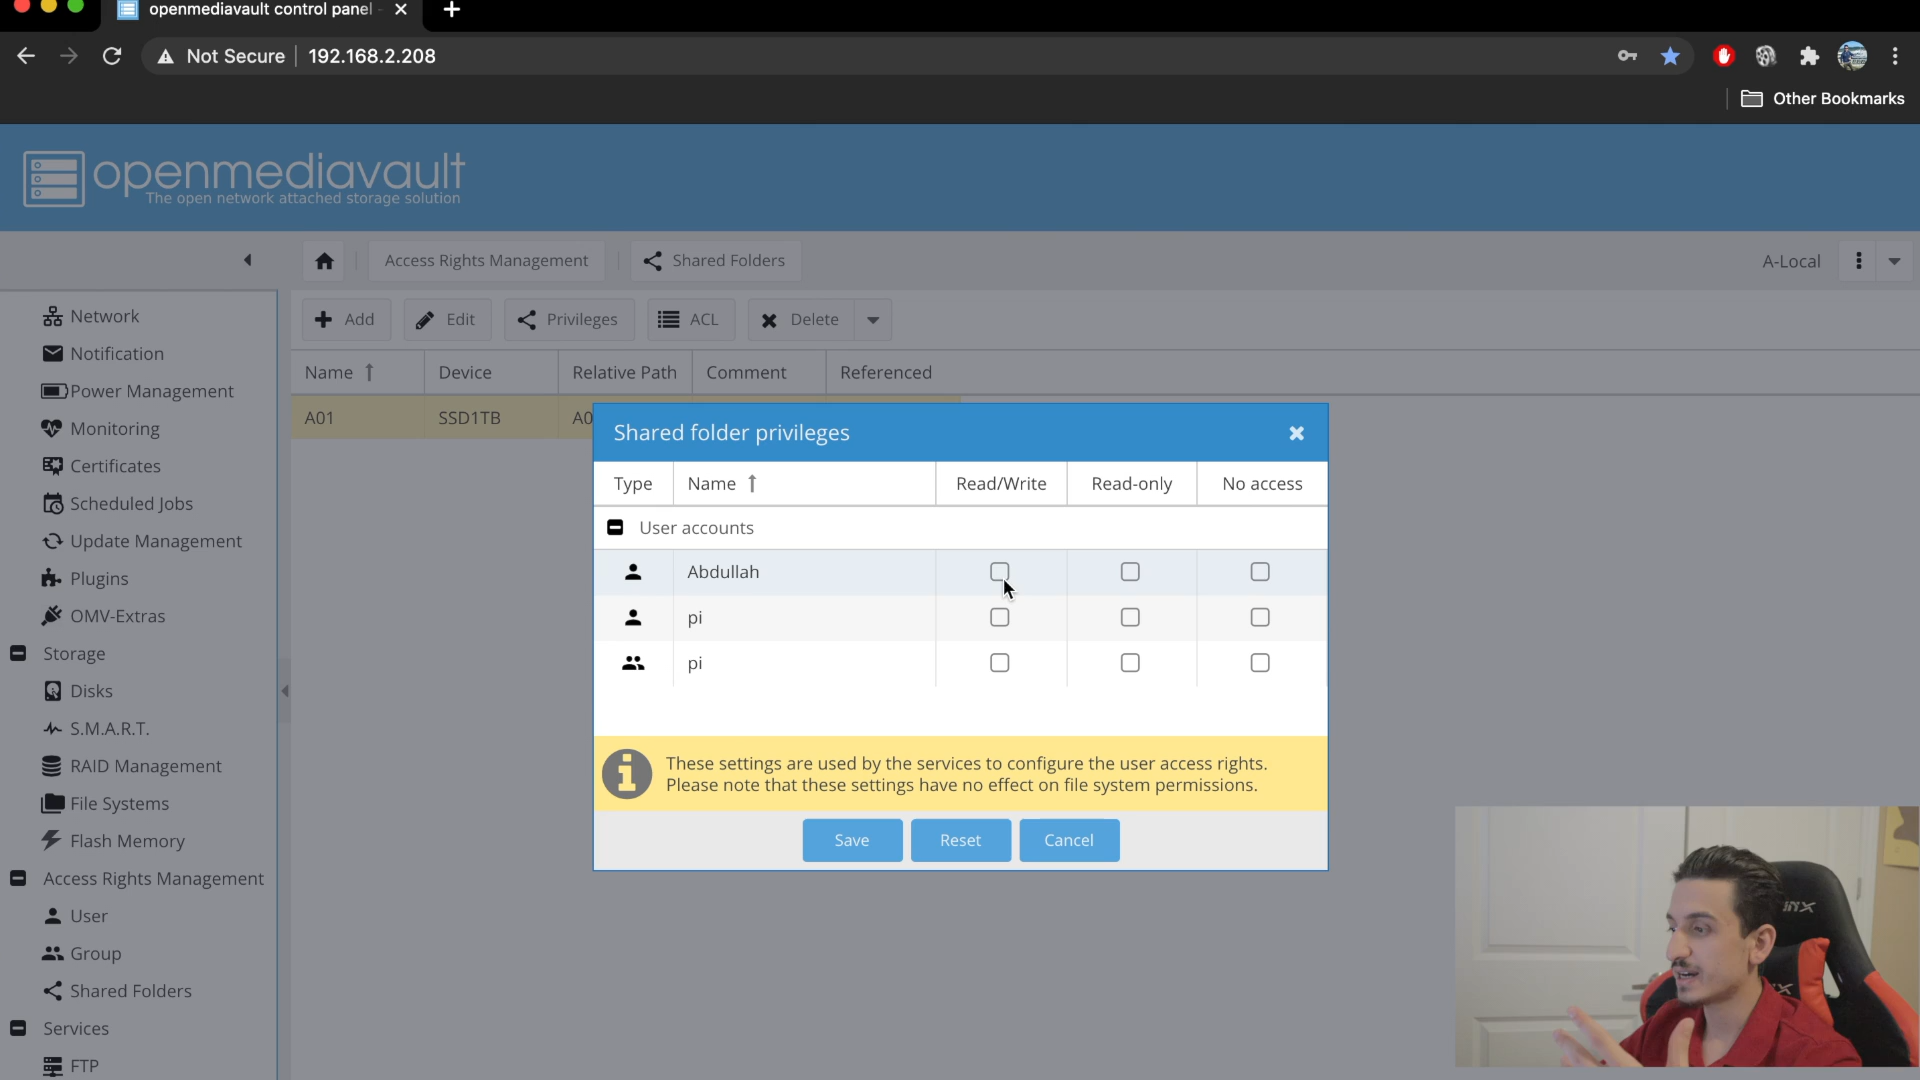 openmediavault control panel -
Not Secure | 192.168.2.208
Other Bookmarks
openmediavault
The open network attached storage solution
Access Rights Management
Shared Folders
A-Local
Network
Notification
Power Management
Monitoring
Certificates
Scheduled Jobs
Update Management
Plugins
OMV-Extras
Storage
Disks
S.M.A.R.T.
RAID Management
File Systems
Flash Memory
Access Rights Management
User
Group
Shared Folders
Services
FTP
Add Edit Privileges ACL Delete
Name Device Relative Path Comment Referenced
A01 SSD1TB A0
Shared folder privileges
Type Name Read/Write Read-only No access
User accounts
Abdullah
pi
pi
These settings are used by the services to configure the user access rights.
Please note that these settings have no effect on file system permissions.
Save Reset Cancel